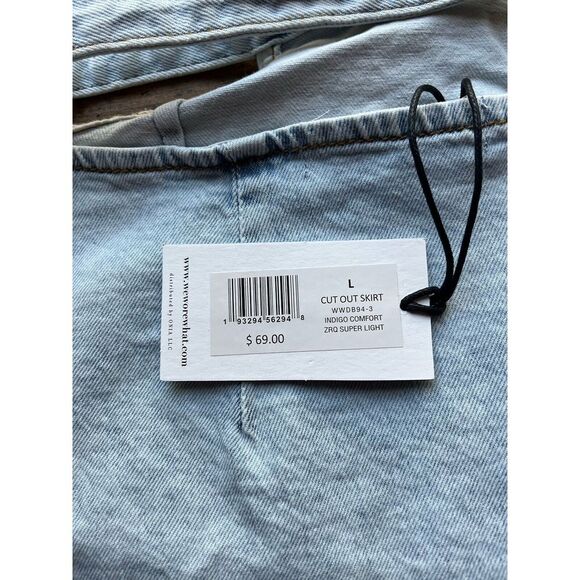 www.weworewhat.com
distributed by ONIA LLC
1 93294 56294 8
$ 69.00
L
CUT OUT SKIRT
WWDB94-3
INDIGO COMFORT
ZRQ SUPER LIGHT